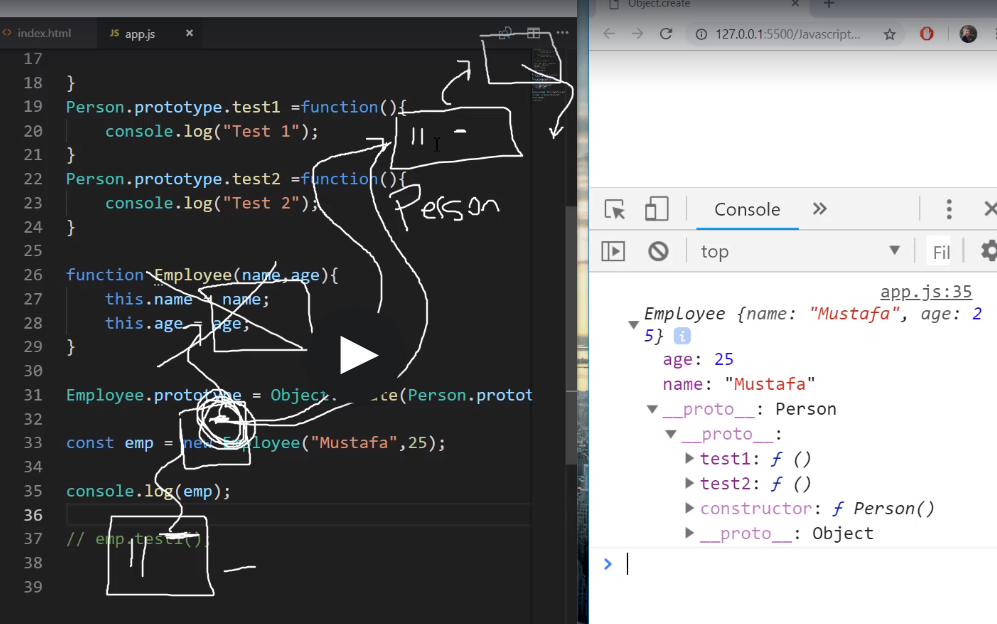 index.html
JS app.js ×
17
18 }
19 Person.prototype.test1 =function(){
20 console.log("Test 1");
21 }
22 Person.prototype.test2 =function(){
23 console.log("Test 2");
24 }
25
26 function Employee(name,age){
27 this.name = name;
28 this.age = age;
29 }
30
31 Employee.prototype = Object. te(Person.protot
32
33 const emp = new Employee("Mustafa",25);
34
35 console.log(emp);
36
37 // emp.test1();
38
39
Person
Object.create
127.0.0.1:5500/Javascript...
Console
top
Fil
app.js:35
Employee {name: "Mustafa", age: 2
5}
age: 25
name: "Mustafa"
__proto__: Person
__proto__:
test1: ƒ ()
test2: ƒ ()
constructor: ƒ Person()
__proto__: Object